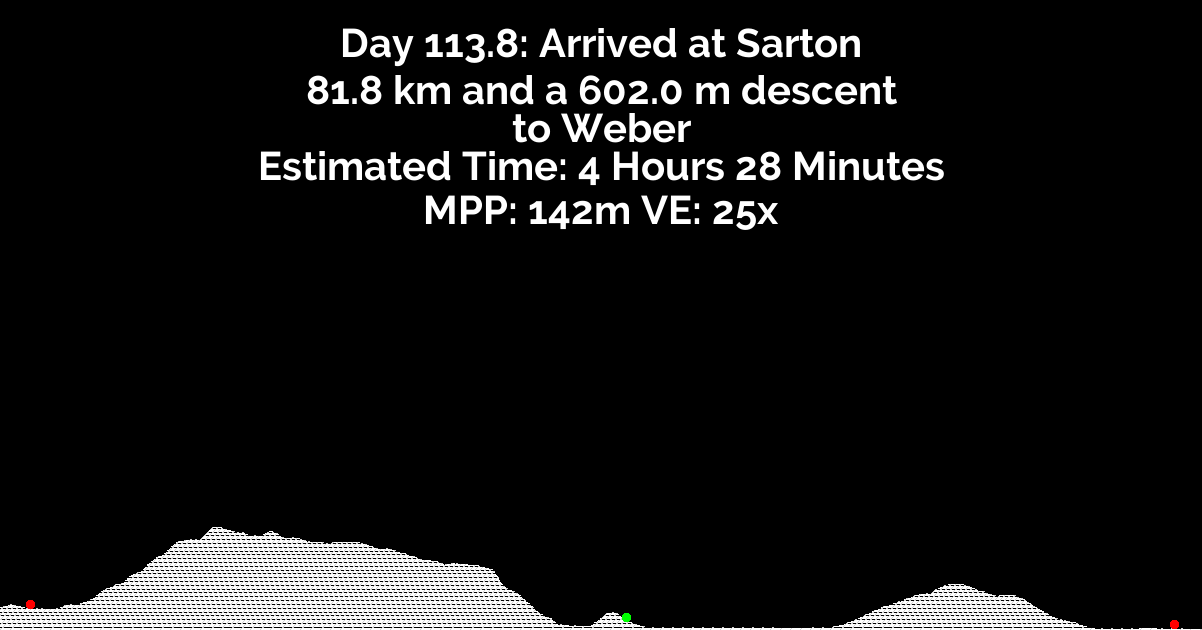 Day 113.8: Arrived at Sarton
81.8 km and a 602.0 m descent
to Weber
Estimated Time: 4 Hours 28 Minutes
MPP: 142m VE: 25x